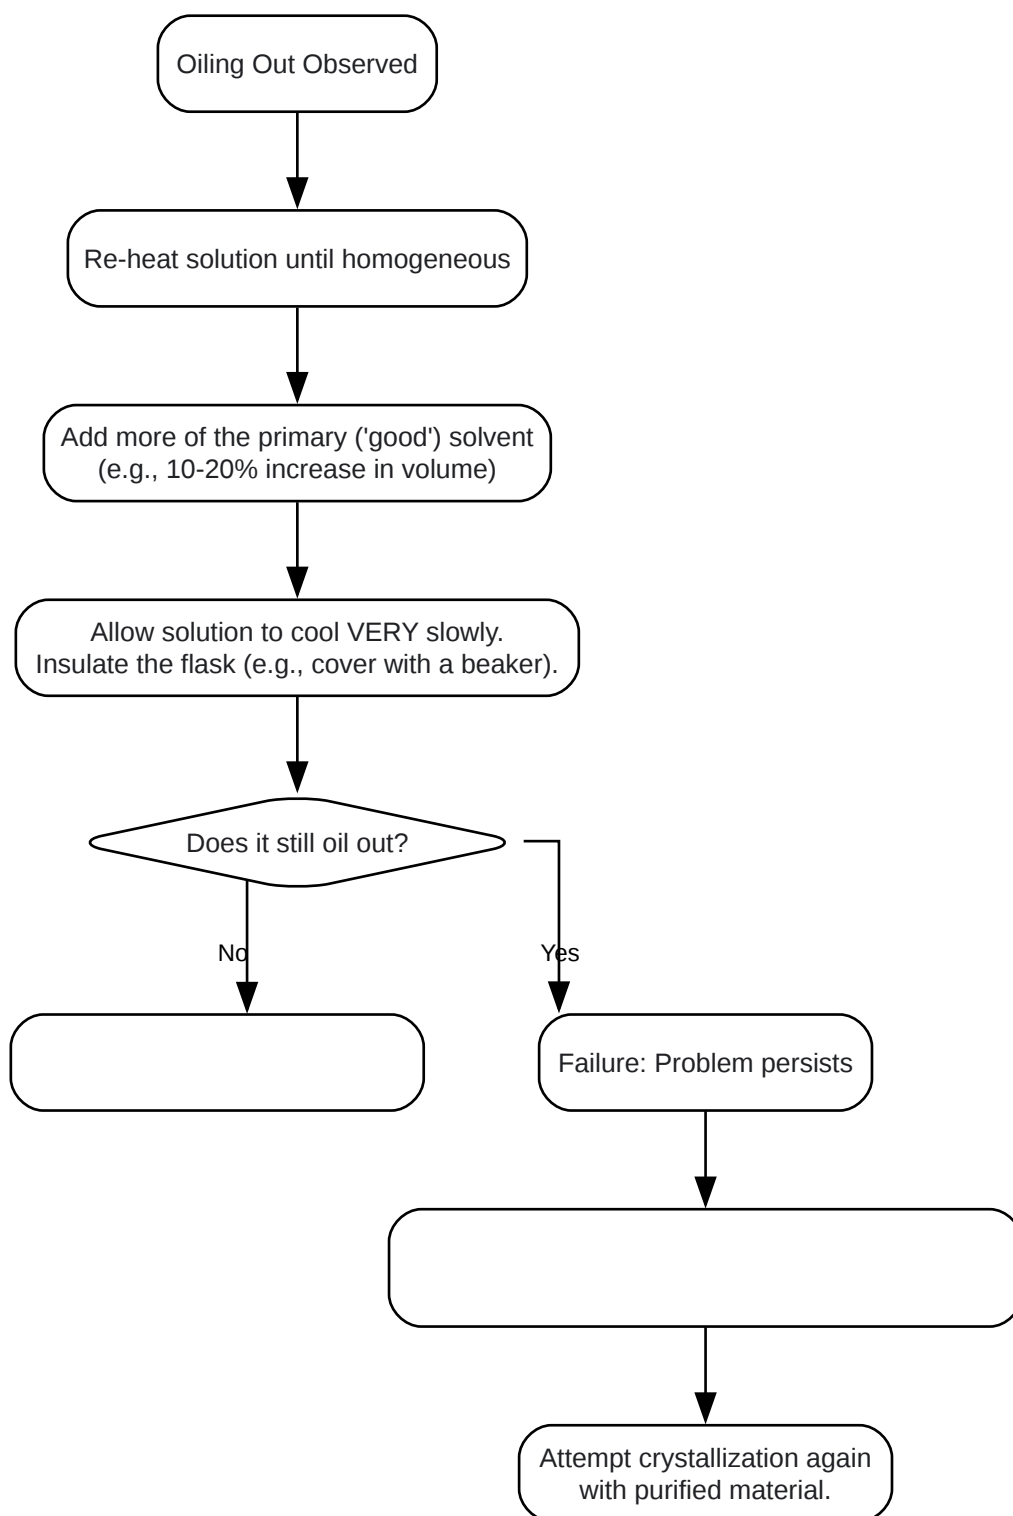 Oiling Out Observed
Re-heat solution until homogeneous
Add more of the primary ('good') solvent
(e.g., 10-20% increase in volume)
Allow solution to cool VERY slowly.
Insulate the flask (e.g., cover with a beaker).
Does it still oil out?
No
Yes
Failure: Problem persists
Attempt crystallization again
with purified material.